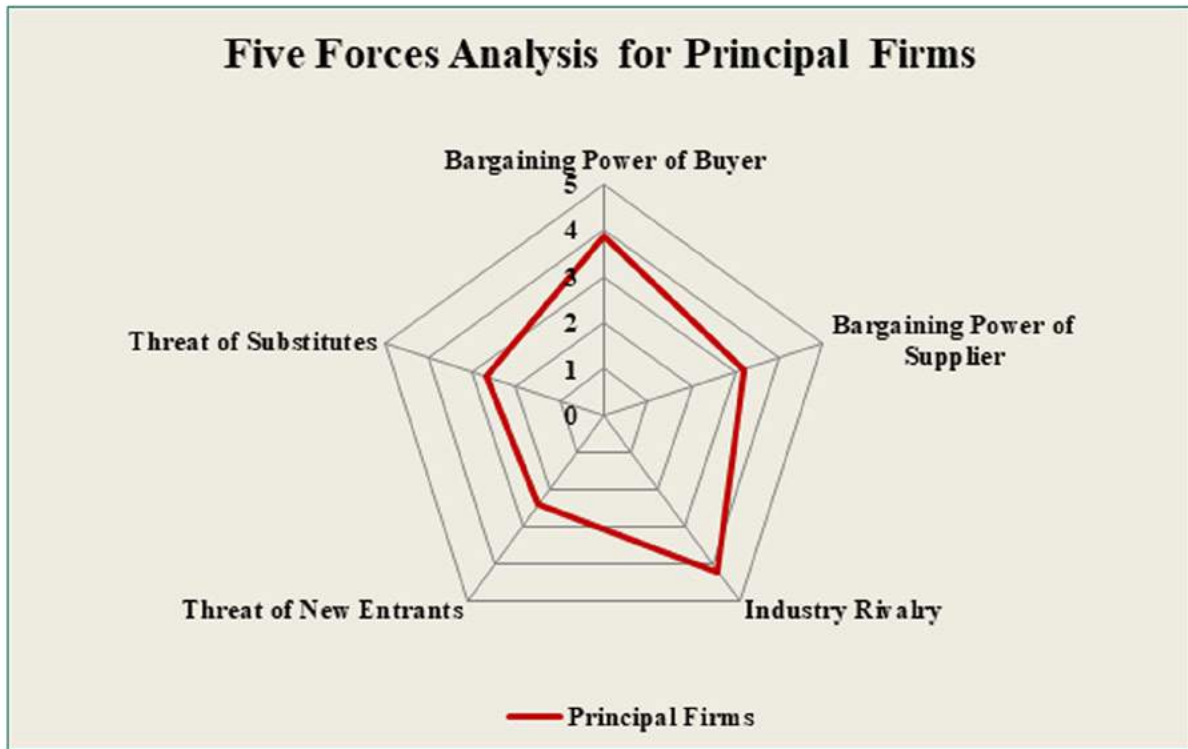 Five Forces Analysis for Principal Firms
Bargaining Power of Buyer
5
4
3
2
1
0
Bargaining Power of
Supplier
Threat of Substitutes
Threat of New Entrants
Industry Rivalry
Principal Firms